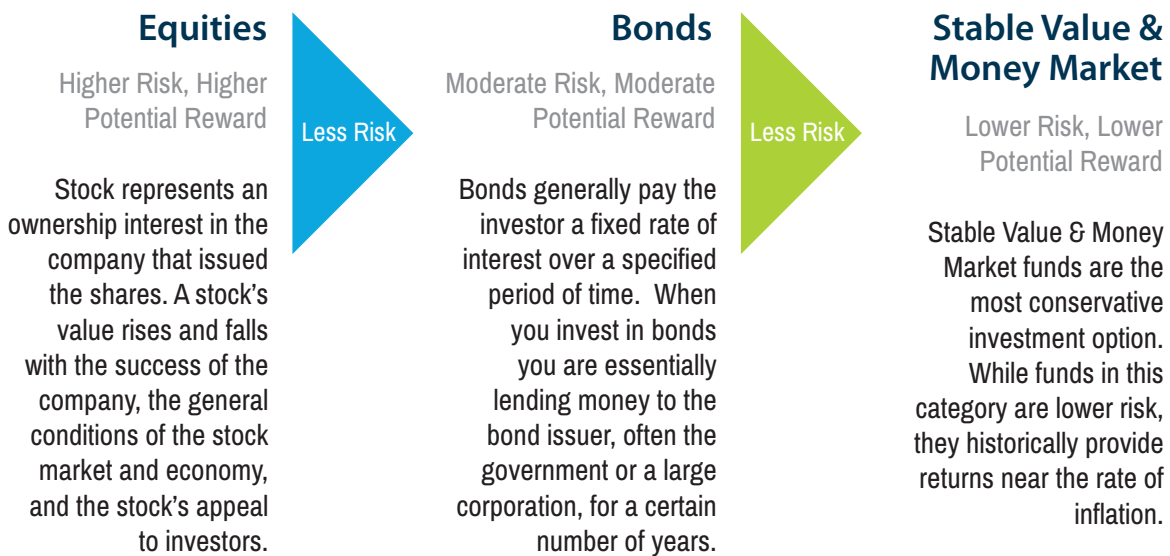 Equities
Higher Risk, Higher
Potential Reward
Stock represents an
ownership interest in the
company that issued
the shares. A stock’s
value rises and falls
with the success of the
company, the general
conditions of the stock
market and economy,
and the stock’s appeal
to investors.
Less Risk
Bonds
Moderate Risk, Moderate
Potential Reward
Bonds generally pay the
investor a fixed rate of
interest over a specified
period of time.  When
you invest in bonds
you are essentially
lending money to the
bond issuer, often the
government or a large
corporation, for a certain
number of years.
Less Risk
Stable Value &
Money Market
Lower Risk, Lower
Potential Reward
Stable Value & Money
Market funds are the
most conservative
investment option.
While funds in this
category are lower risk,
they historically provide
returns near the rate of
inflation.